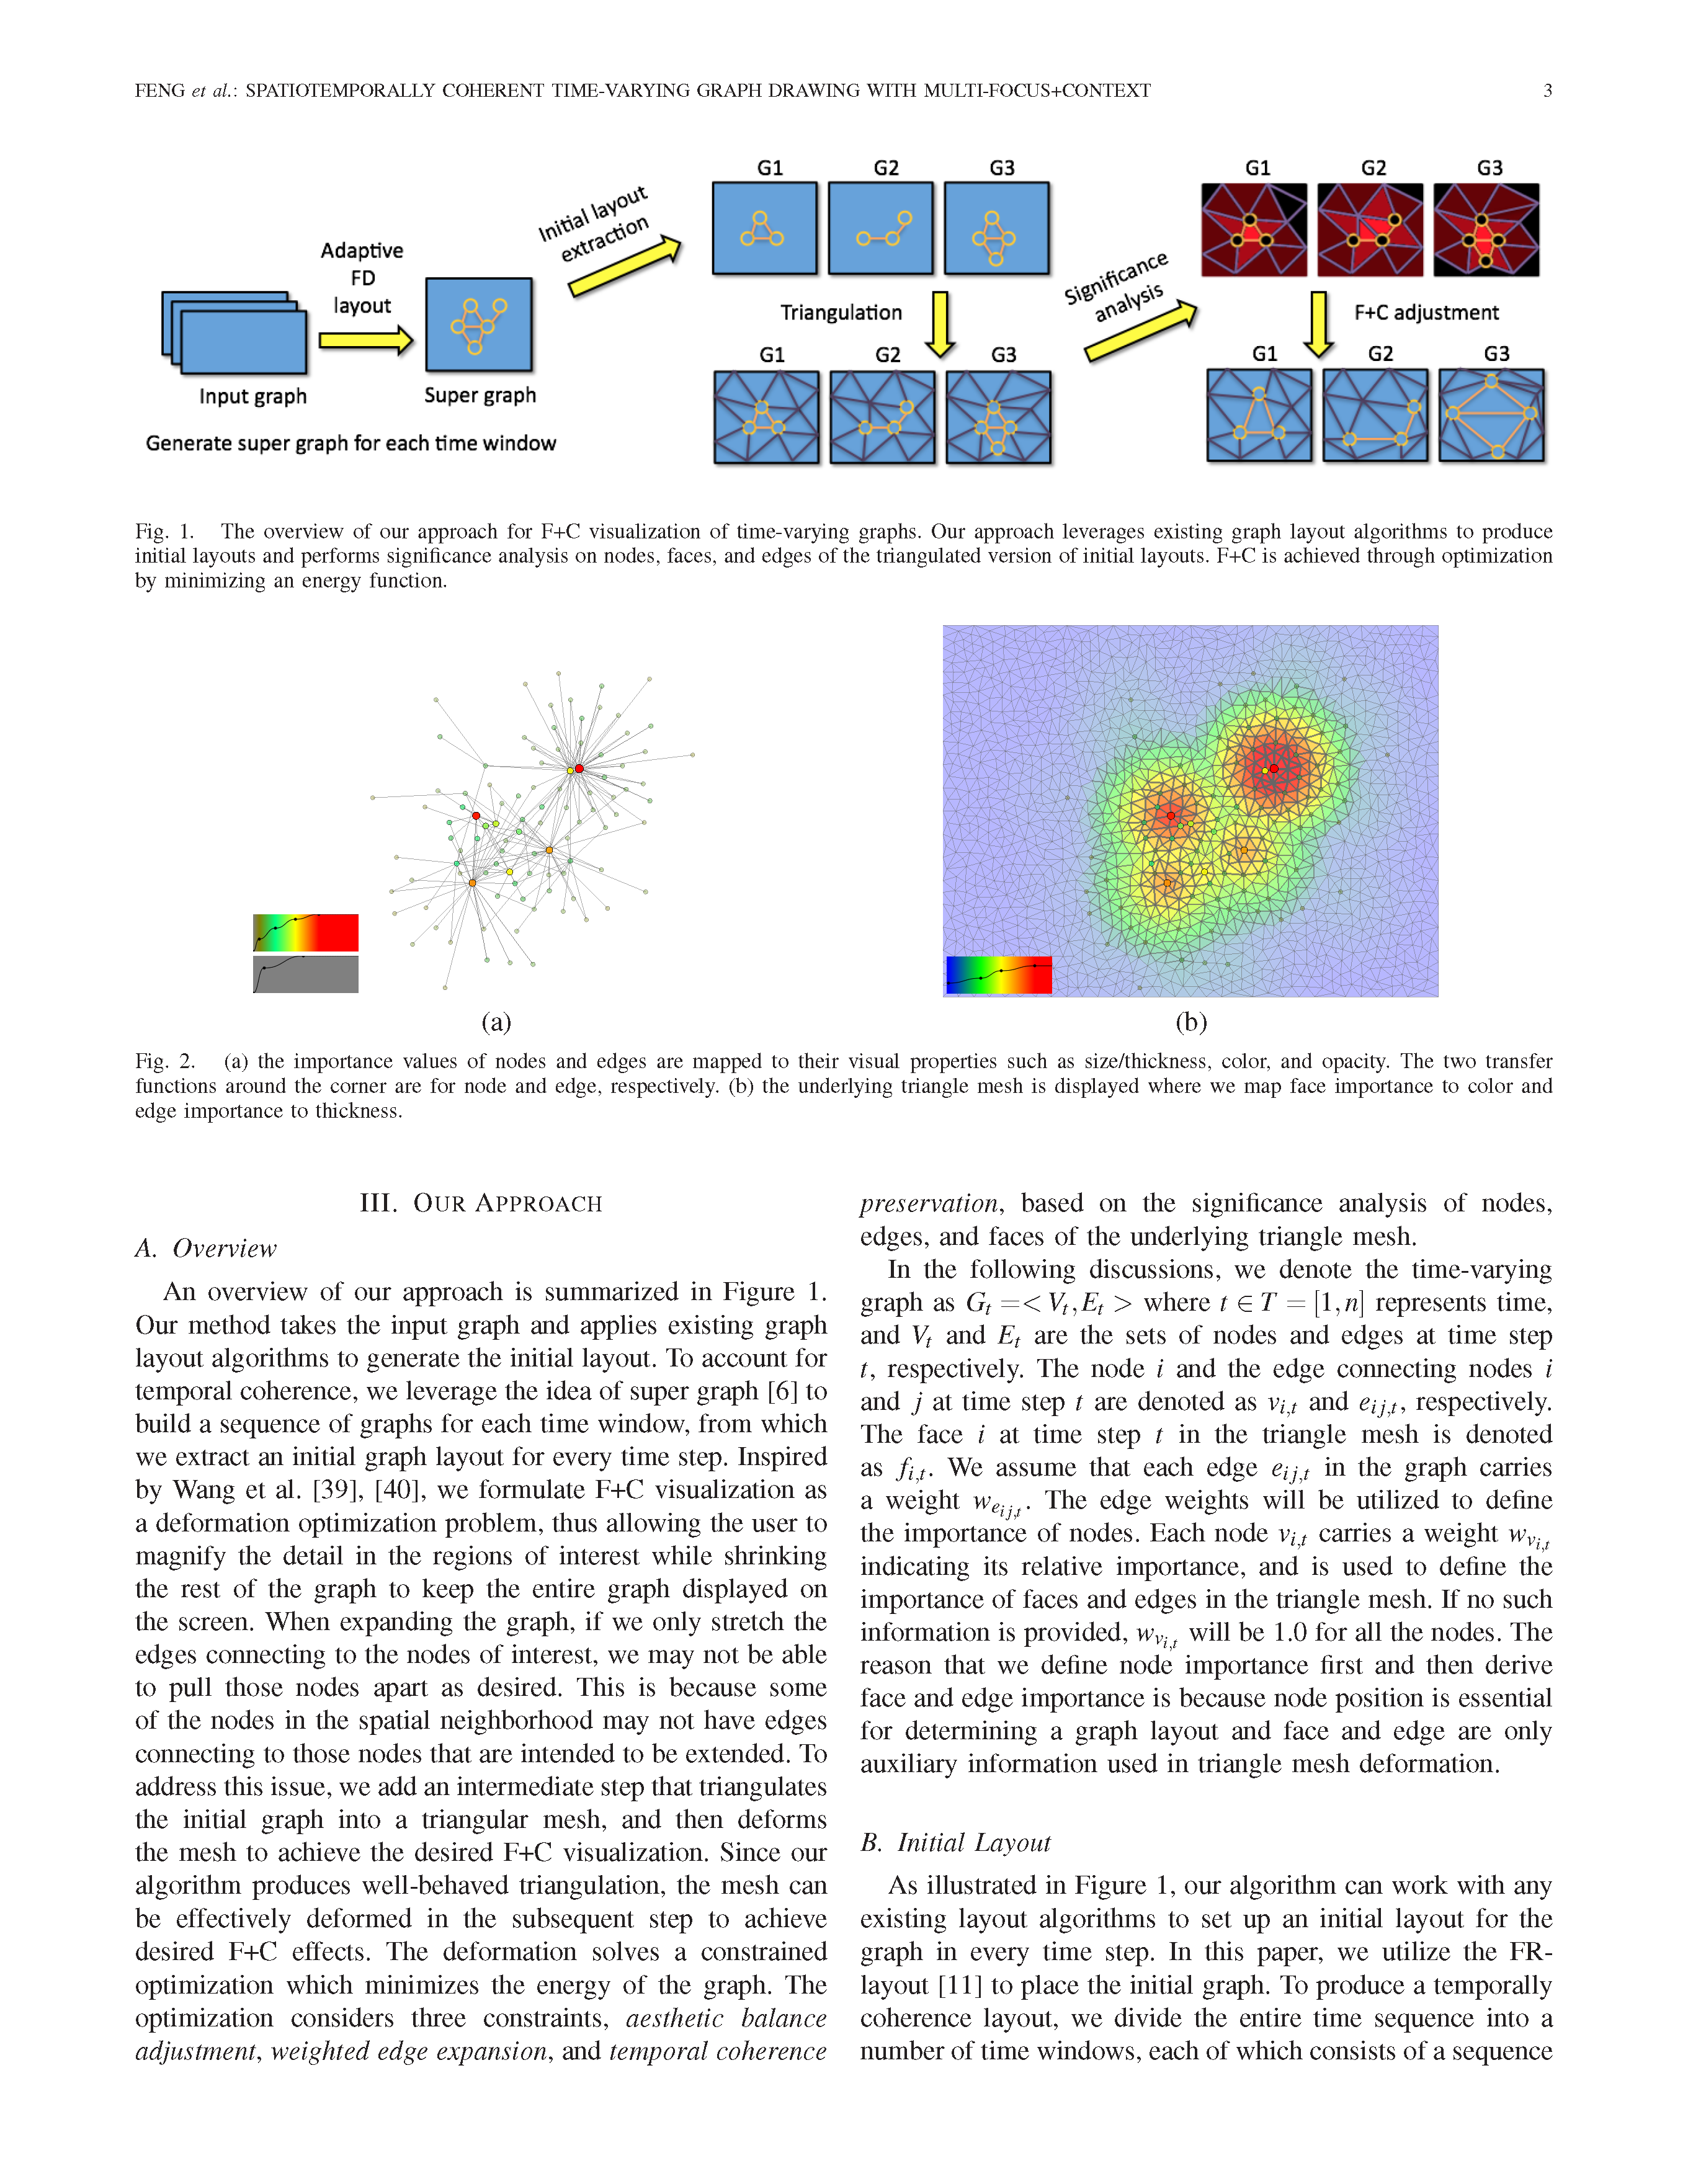 FENG et al.: SPATIOTEMPORALLY COHERENT TIME-VARYING GRAPH DRAWING WITH MULTI-FOCUS+CONTEXT 3
Adaptive
FD
layout
Input graph
Super graph
Generate super graph for each time window
Initial layout
extraction
G1 G2 G3
Triangulation
G1 G2 G3
Significance
analysis
G1 G2 G3
F+C adjustment
G1 G2 G3
Fig. 1. The overview of our approach for F+C visualization of time-varying graphs. Our approach leverages existing graph layout algorithms to produce
initial layouts and performs significance analysis on nodes, faces, and edges of the triangulated version of initial layouts. F+C is achieved through optimization
by minimizing an energy function.
(a) (b)
Fig. 2. (a) the importance values of nodes and edges are mapped to their visual properties such as size/thickness, color, and opacity. The two transfer
functions around the corner are for node and edge, respectively. (b) the underlying triangle mesh is displayed where we map face importance to color and
edge importance to thickness.
III. OUR APPROACH
A. Overview
An overview of our approach is summarized in Figure 1.
Our method takes the input graph and applies existing graph
layout algorithms to generate the initial layout. To account for
temporal coherence, we leverage the idea of super graph [6] to
build a sequence of graphs for each time window, from which
we extract an initial graph layout for every time step. Inspired
by Wang et al. [39], [40], we formulate F+C visualization as
a deformation optimization problem, thus allowing the user to
magnify the detail in the regions of interest while shrinking
the rest of the graph to keep the entire graph displayed on
the screen. When expanding the graph, if we only stretch the
edges connecting to the nodes of interest, we may not be able
to pull those nodes apart as desired. This is because some
of the nodes in the spatial neighborhood may not have edges
connecting to those nodes that are intended to be extended. To
address this issue, we add an intermediate step that triangulates
the initial graph into a triangular mesh, and then deforms
the mesh to achieve the desired F+C visualization. Since our
algorithm produces well-behaved triangulation, the mesh can
be effectively deformed in the subsequent step to achieve
desired F+C effects. The deformation solves a constrained
optimization which minimizes the energy of the graph. The
optimization considers three constraints, aesthetic balance
adjustment, weighted edge expansion, and temporal coherence
preservation, based on the significance analysis of nodes,
edges, and faces of the underlying triangle mesh.
In the following discussions, we denote the time-varying
graph as G_t =< V_t, E_t > where t ∈ T = [1, n] represents time,
and V_t and E_t are the sets of nodes and edges at time step
t, respectively. The node i and the edge connecting nodes i
and j at time step t are denoted as v_{i,t} and e_{ij,t}, respectively.
The face i at time step t in the triangle mesh is denoted
as f_{i,t}. We assume that each edge e_{ij,t} in the graph carries
a weight w_{e_{ij,t}}. The edge weights will be utilized to define
the importance of nodes. Each node v_{i,t} carries a weight w_{v_{i,t}}
indicating its relative importance, and is used to define the
importance of faces and edges in the triangle mesh. If no such
information is provided, w_{v_{i,t}} will be 1.0 for all the nodes. The
reason that we define node importance first and then derive
face and edge importance is because node position is essential
for determining a graph layout and face and edge are only
auxiliary information used in triangle mesh deformation.
B. Initial Layout
As illustrated in Figure 1, our algorithm can work with any
existing layout algorithms to set up an initial layout for the
graph in every time step. In this paper, we utilize the FR-
layout [11] to place the initial graph. To produce a temporally
coherence layout, we divide the entire time sequence into a
number of time windows, each of which consists of a sequence